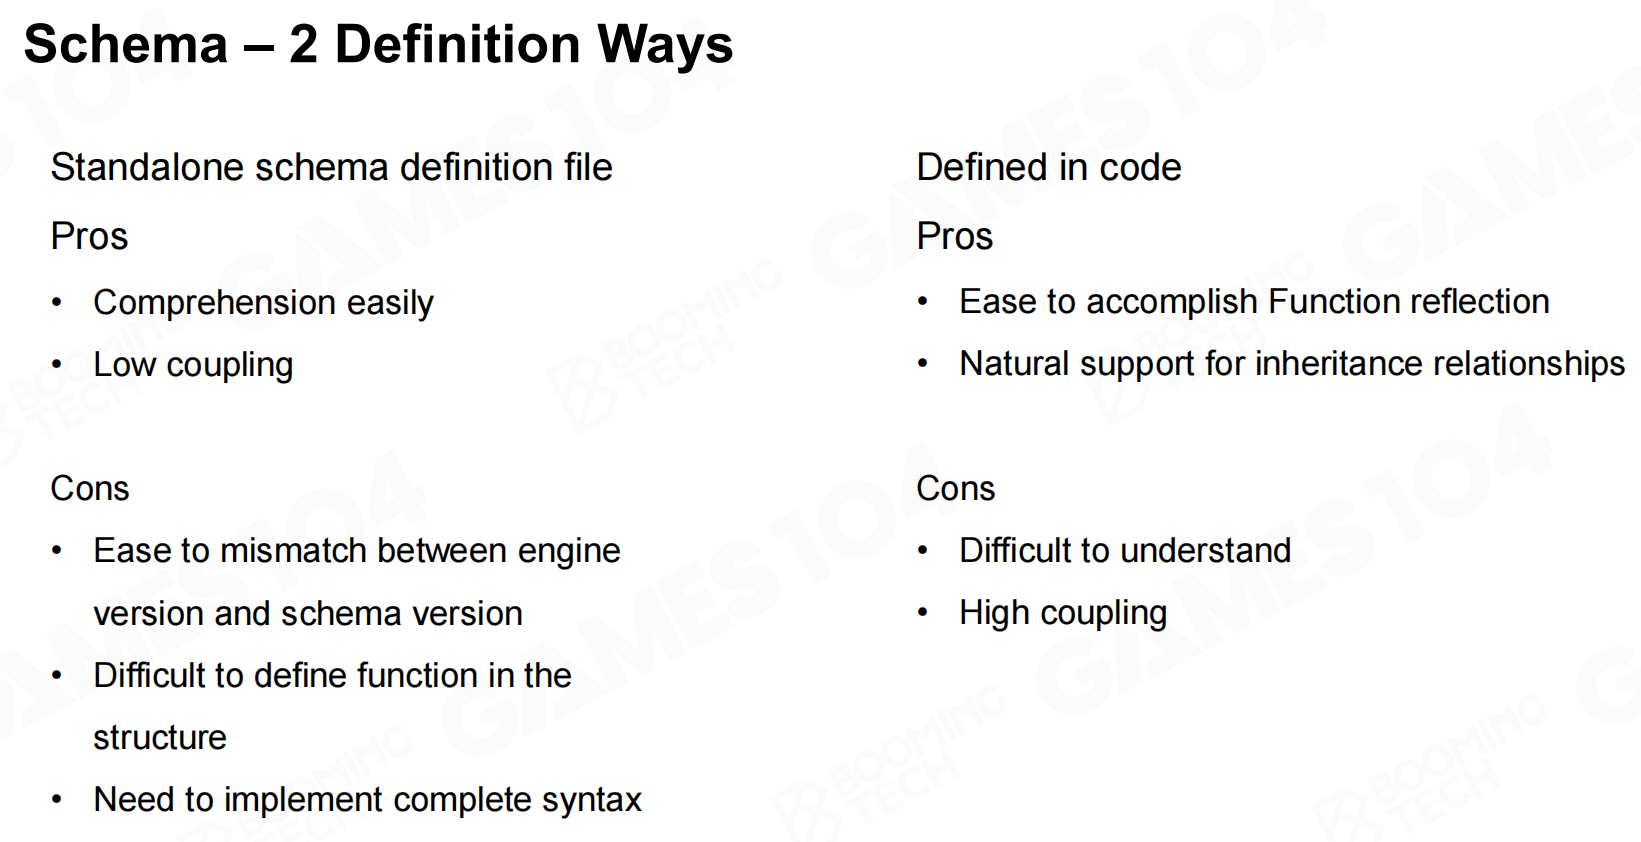 Schema – 2 Definition Ways
Standalone schema definition file
Pros
• Comprehension easily
• Low coupling
Cons
• Ease to mismatch between engine
version and schema version
• Difficult to define function in the
structure
• Need to implement complete syntax
Defined in code
Pros
• Ease to accomplish Function reflection
• Natural support for inheritance relationships
Cons
• Difficult to understand
• High coupling
GAMES104
BOOMING
TECH